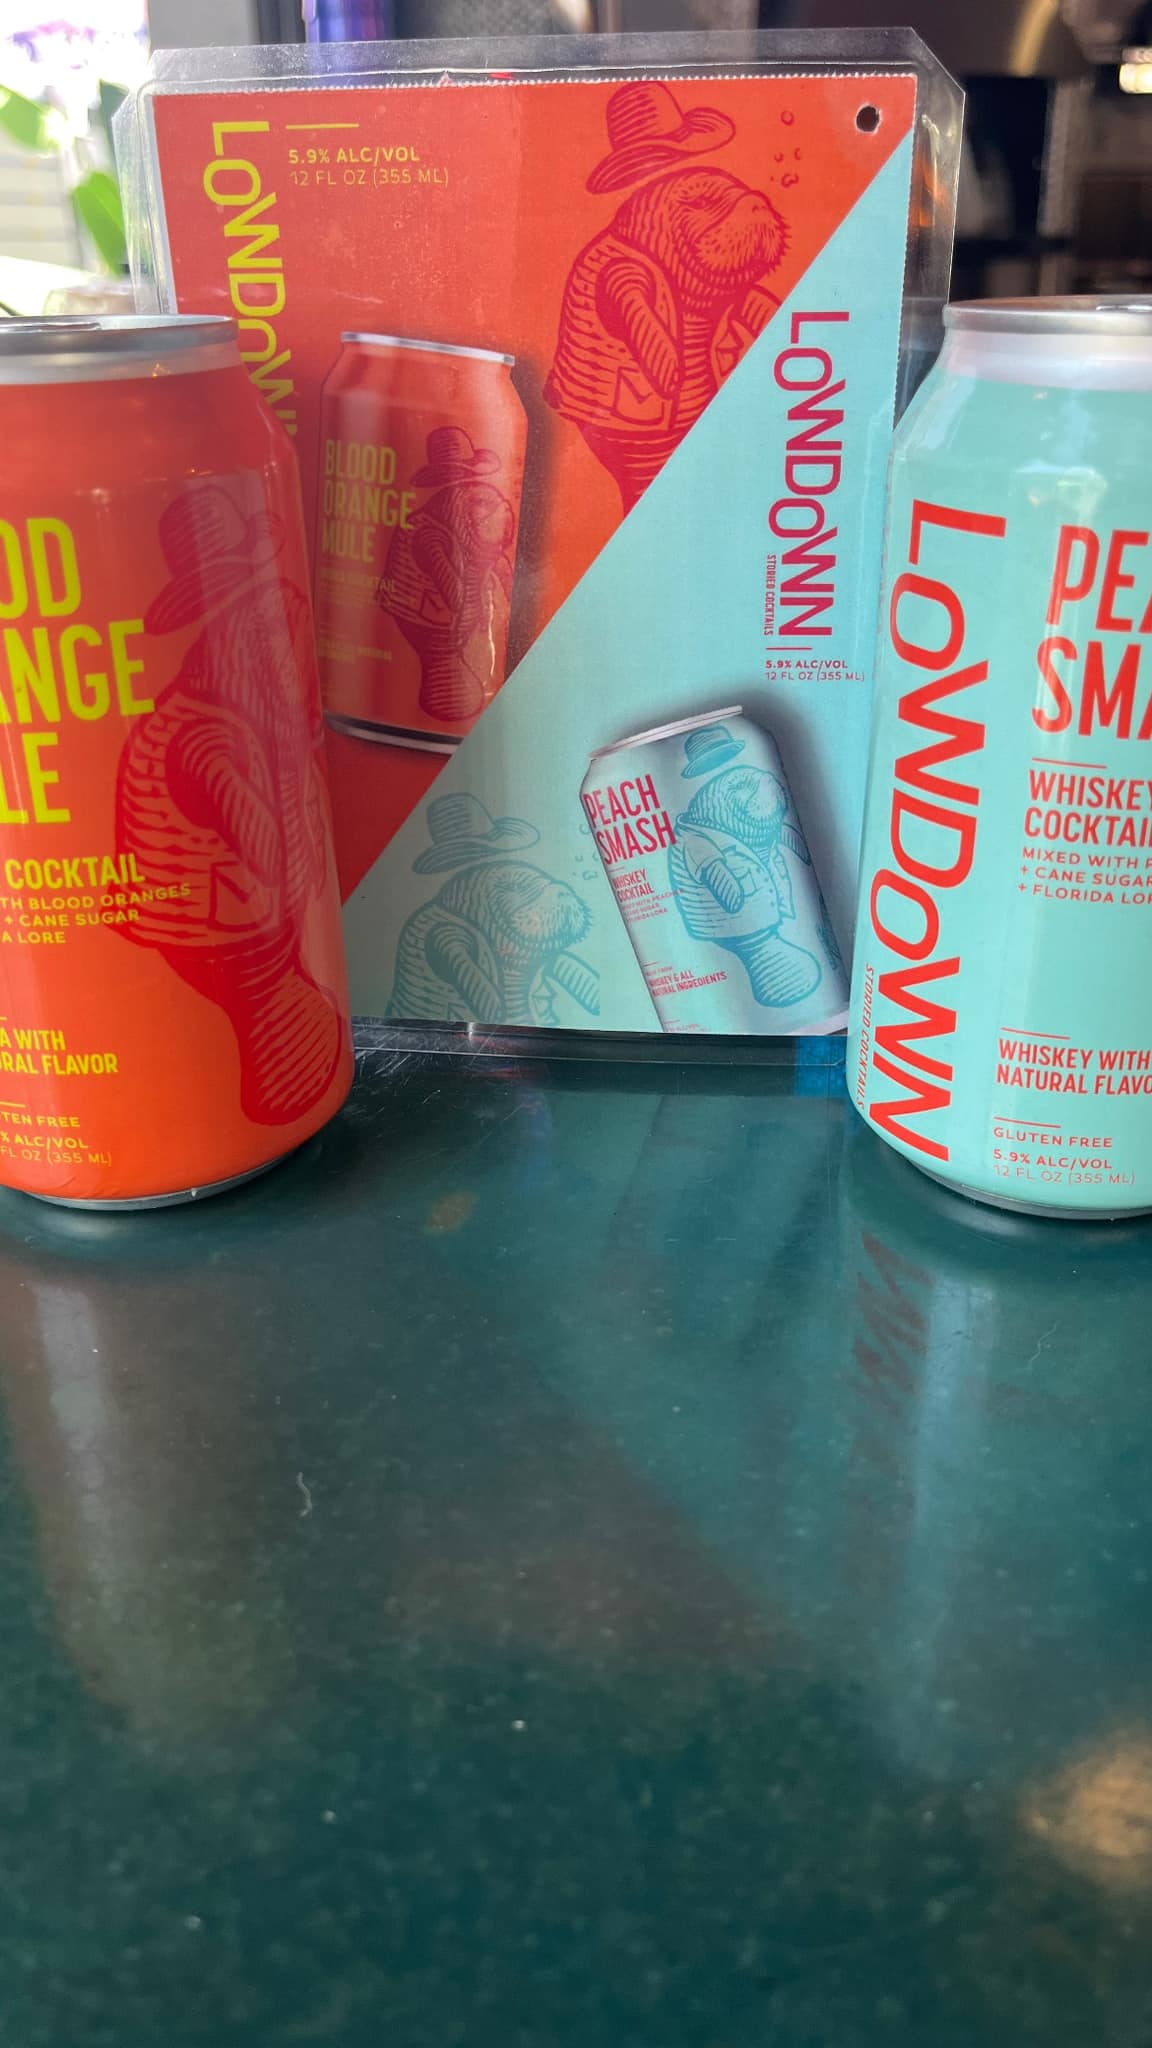 LOWDOWN
5.9% ALC/VOL
12 FL OZ (355 ML)
BLOOD
ORANGE
MULE
LOWDOWN
STORIED COCKTAILS
5.9% ALC/VOL
12 FL OZ (355 ML)
PEACH
SMASH
WHISKEY
COCKTAIL
WHISKEY & ALL
NATURAL INGREDIENTS
OOD
ANGE
LE
COCKTAIL
TH BLOOD ORANGES
+ CANE SUGAR
A LORE
A WITH
RAL FLAVOR
TEN FREE
% ALC/VOL
FL OZ (355 ML)
LOWDOWN
STORIED COCKTAILS
PEA
SMA
WHISKEY
COCKTAIL
MIXED WITH P
+ CANE SUGAR
+ FLORIDA LOR
WHISKEY WITH
NATURAL FLAVO
GLUTEN FREE
5.9% ALC/VOL
12 FL OZ (355 ML)